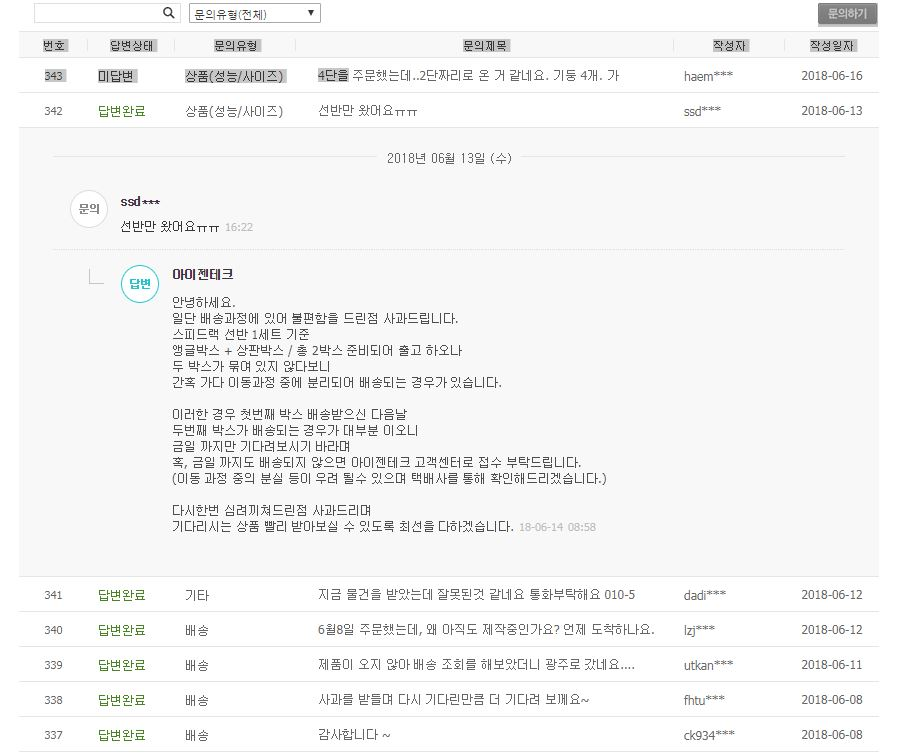 문의유형(전체) 문의하기
번호 답변상태 문의유형 문의제목 작성자 작성일자
343 미답변 상품(성능/사이즈) 4단을 주문했는데..2단짜리로 온 거 같네요. 기둥 4개. 가 haem*** 2018-06-16
342 답변완료 상품(성능/사이즈) 선반만 왔어요ㅠㅠ ssd*** 2018-06-13
2018년 06월 13일 (수)
문의 ssd***
선반만 왔어요ㅠㅠ 16:22
답변 아이젠테크
안녕하세요.
일단 배송과정에 있어 불편함을 드린점 사과드립니다.
스피드랙 선반 1세트 기준
앵글박스 + 상판박스 / 총 2박스 준비되어 출고 하오나
두 박스가 묶여 있지 않다보니
간혹 가다 이동과정 중에 분리되어 배송되는 경우가 있습니다.
이러한 경우 첫번째 박스 배송받으신 다음날
두번째 박스가 배송되는 경우가 대부분 이오니
금일 까지만 기다려보시기 바라며
혹, 금일 까지도 배송되지 않으면 아이젠테크 고객센터로 접수 부탁드립니다.
(이동 과정 중의 분실 등이 우려 될수 있으며 택배사를 통해 확인해드리겠습니다.)
다시한번 심려끼쳐드린점 사과드리며
기다리시는 상품 빨리 받아보실 수 있도록 최선을 다하겠습니다. 18-06-14 08:58
341 답변완료 기타 지금 물건을 받았는데 잘못된것 같네요 통화부탁해요 010-5 dadi*** 2018-06-12
340 답변완료 배송 6월8일 주문했는데, 왜 아직도 제작중인가요? 언제 도착하나요. lzj*** 2018-06-12
339 답변완료 배송 제품이 오지 않아 배송 조회를 해보았더니 광주로 갔네요.... utkan*** 2018-06-11
338 답변완료 배송 사과를 받들며 다시 기다린만큼 더 기다려 보께요~ fhtu*** 2018-06-08
337 답변완료 배송 감사합니다 ~ ck934*** 2018-06-08